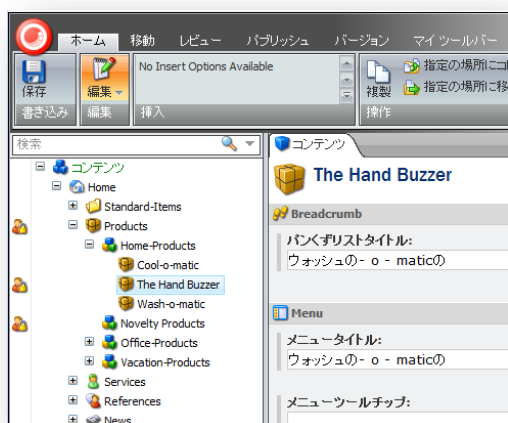 ホーム 移動 レビュー パブリッシュ バージョン マイ ツールバー
保存
編集
No Insert Options Available
複製
指定の場所にコ
指定の場所に移
書き込み 編集 挿入 操作
検索
コンテンツ
Home
Standard-Items
Products
Home-Products
Cool-o-matic
The Hand Buzzer
Wash-o-matic
Novelty Products
Office-Products
Vacation-Products
Services
References
News
コンテンツ
The Hand Buzzer
Breadcrumb
パンくずリストタイトル:
ウォッシュの- o - maticの
Menu
メニュータイトル:
ウォッシュの- o - maticの
メニューツールチップ: